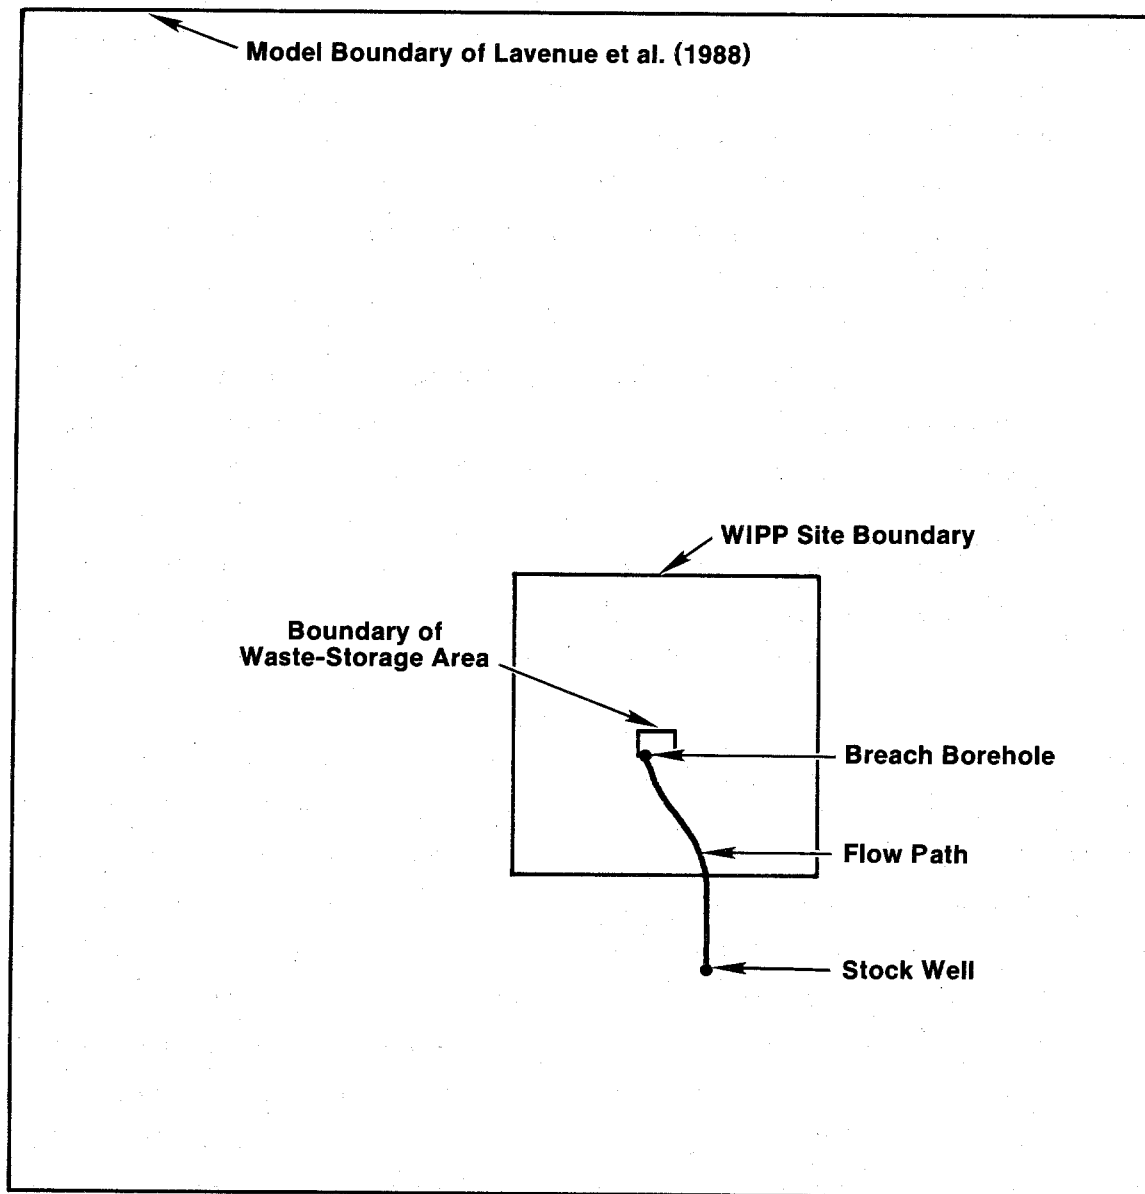 Model Boundary of Lavenue et al. (1988)
WIPP Site Boundary
Boundary of
Waste-Storage Area
Breach Borehole
Flow Path
Stock Well